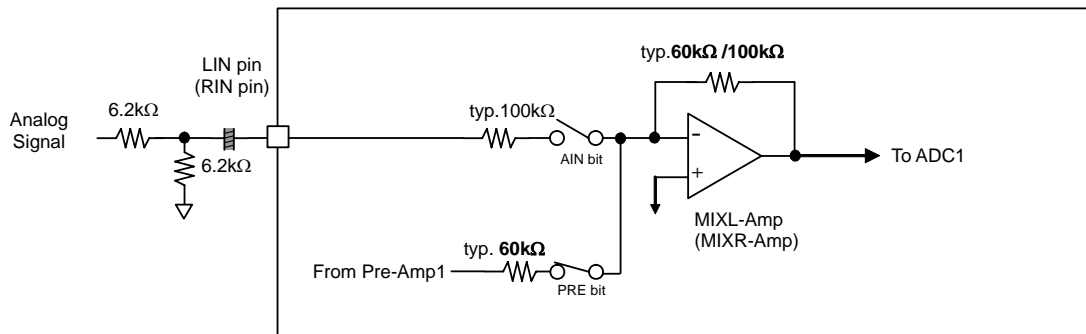 typ.60kΩ /100kΩ
LIN pin
(RIN pin)
Analog
Signal
6.2kΩ
typ.100kΩ
6.2kΩ
AIN bit
−
+
To ADC1
MIXL-Amp
(MIXR-Amp)
typ. 60kΩ
From Pre-Amp1
PRE bit